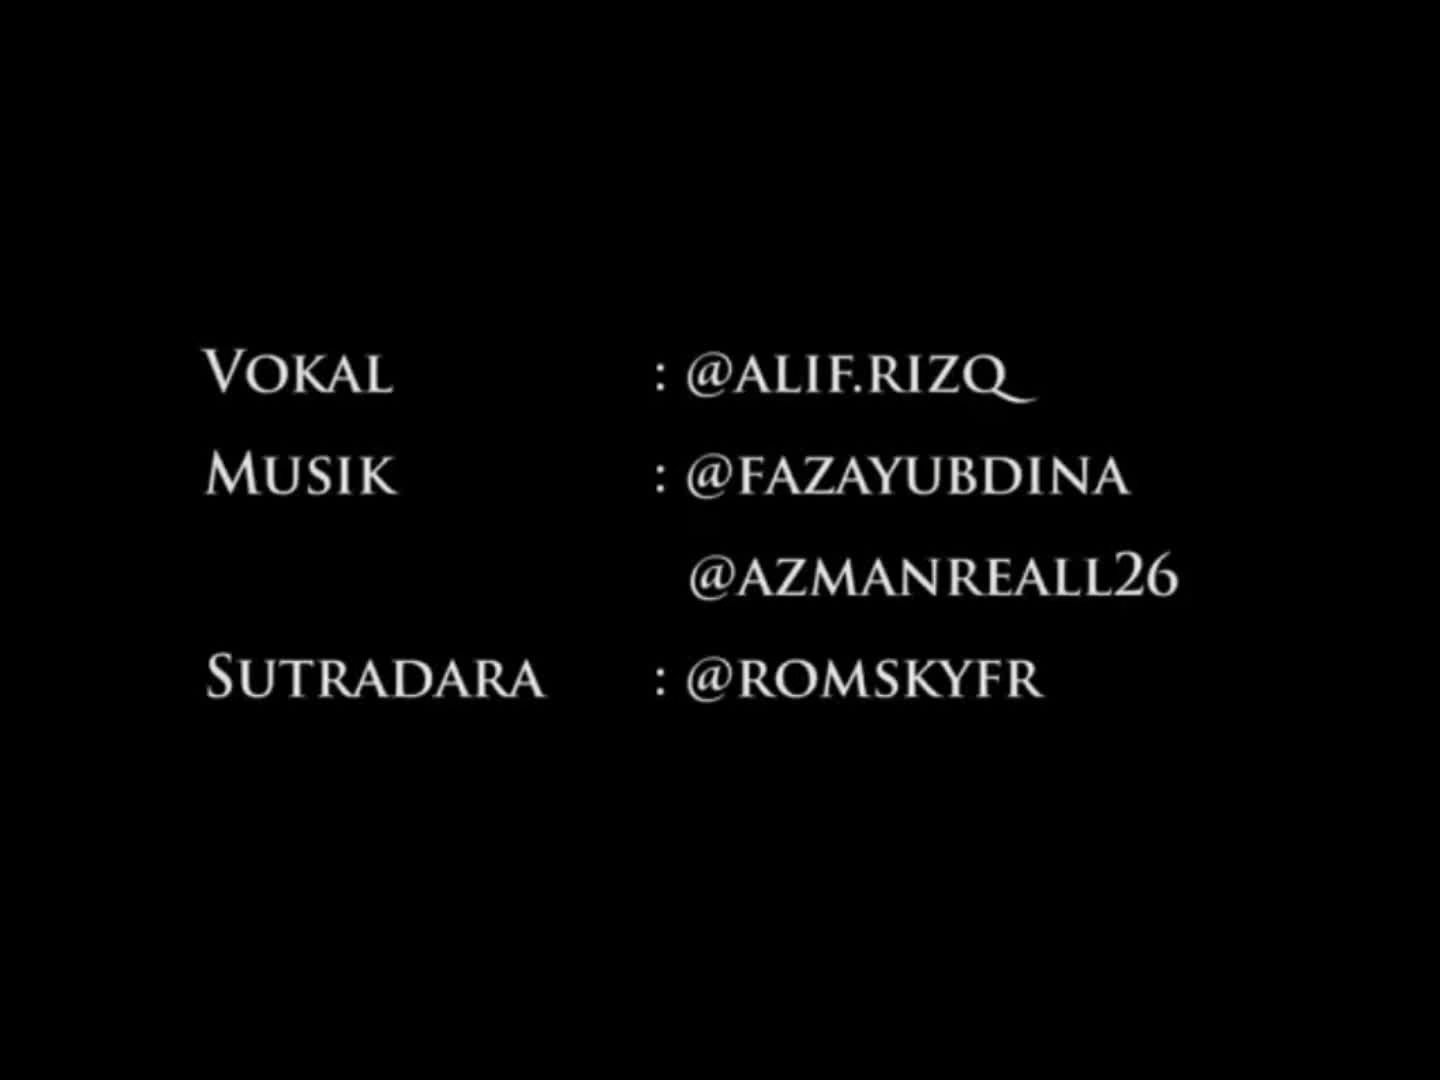 Vokal : @alif.rizq
Musik : @fazayubdina
@azmanreall26
Sutradara : @romskyfr